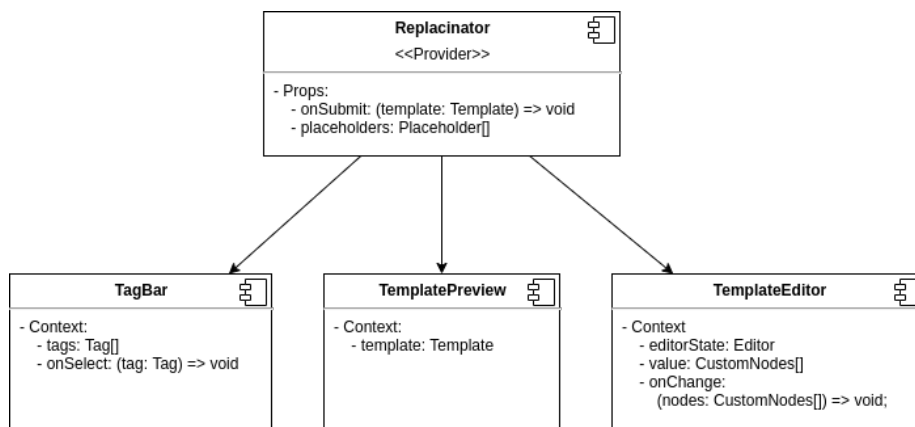 Replacinator
<<Provider>>
- Props:
- onSubmit: (template: Template) => void
- placeholders: Placeholder[]
TagBar
- Context:
- tags: Tag[]
- onSelect: (tag: Tag) => void
TemplatePreview
- Context:
- template: Template
TemplateEditor
- Context
- editorState: Editor
- value: CustomNodes[]
- onChange:
(nodes: CustomNodes[]) => void;